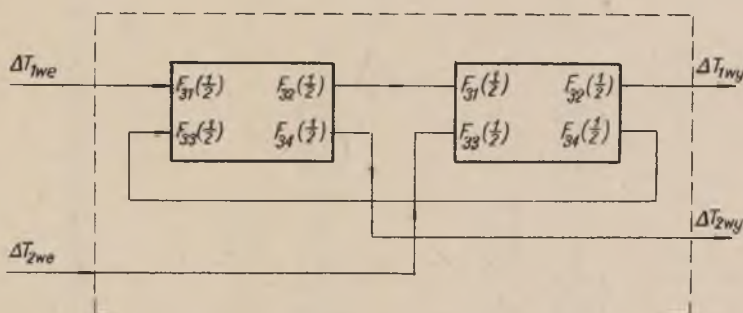 ΔT₁we
F₃₁(½) F₃₂(½)
F₃₃(½) F₃₄(½)
F₃₁(½) F₃₂(½)
F₃₃(½) F₃₄(½)
ΔT₁wy
ΔT₂wy
ΔT₂we